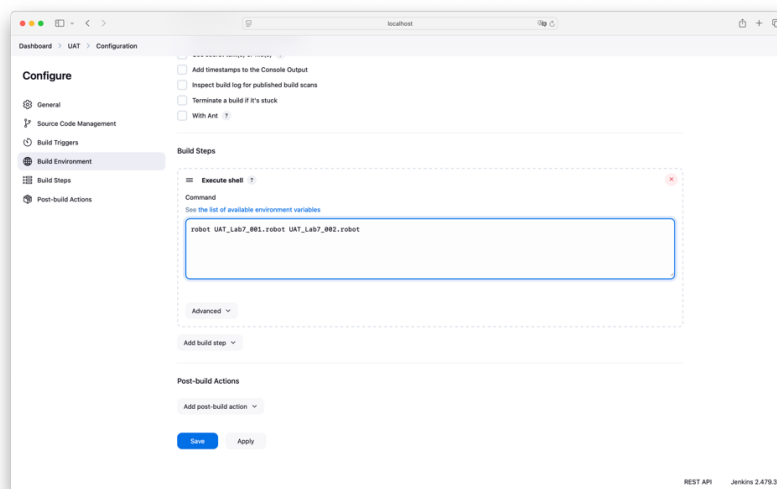 localhost
Dashboard > UAT > Configuration
Configure
General
Source Code Management
Build Triggers
Build Environment
Build Steps
Post-build Actions
Add timestamps to the Console Output
Inspect build log for published build scans
Terminate a build if it's stuck
With Ant ?
Build Steps
Execute shell ?
Command
See the list of available environment variables
robot UAT_Lab7_001.robot UAT_Lab7_002.robot
Advanced
Add build step
Post-build Actions
Add post-build action
Save Apply
REST API Jenkins 2.479.3